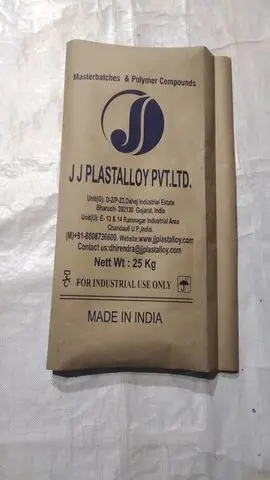 Masterbatches & Polymer Compounds
J
J J PLASTALLOY PVT.LTD.
Unit(G): D-2/P-23,Dahej Industrial Estate
Bharuch- 392130 Gujarat, India
Unit(U): E- 13 & 14 Ramnagar Industrial Area
Chandauli U.P.,India.
(M)+91-8808736600. Website:www.jjplastalloy.com
Contact us:dhirendra@jjplastalloy.com
Nett Wt : 25 Kg
FOR INDUSTRIAL USE ONLY
MADE IN INDIA